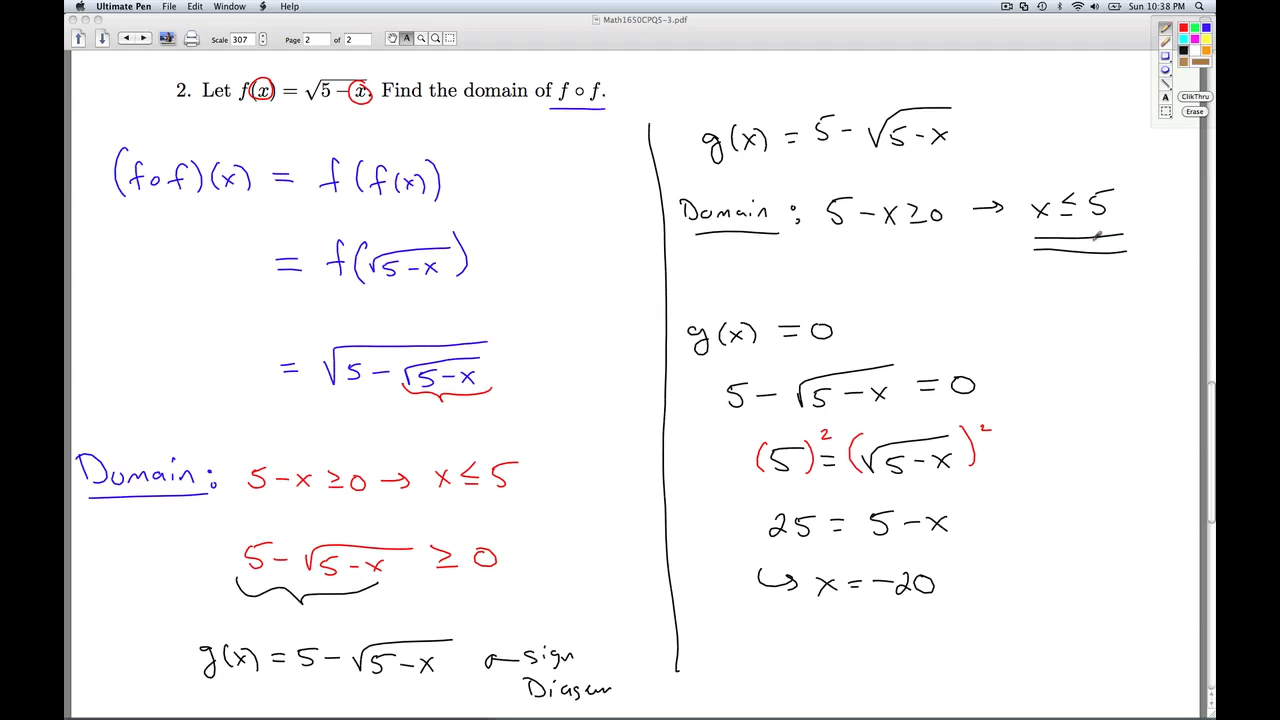 Ultimate Pen File Edit Window Help Sun 10:38 PM
Math1650CPQS-3.pdf
Scale 307 Page 2 of 2
ClikThru
Erase
2. Let f(x) = √(5 − x). Find the domain of f ∘ f.
(f∘f)(x) = f(f(x))
= f(√(5-x))
= √(5 - √(5-x))
Domain: 5-x ≥ 0 → x ≤ 5
5 - √(5-x) ≥ 0
g(x) = 5 - √(5-x) ← sign
Diagram
g(x) = 5 - √(5-x)
Domain: 5-x ≥ 0 → x ≤ 5
g(x) = 0
5 - √(5-x) = 0
(5)² = (√(5-x))²
25 = 5-x
↪ x = -20